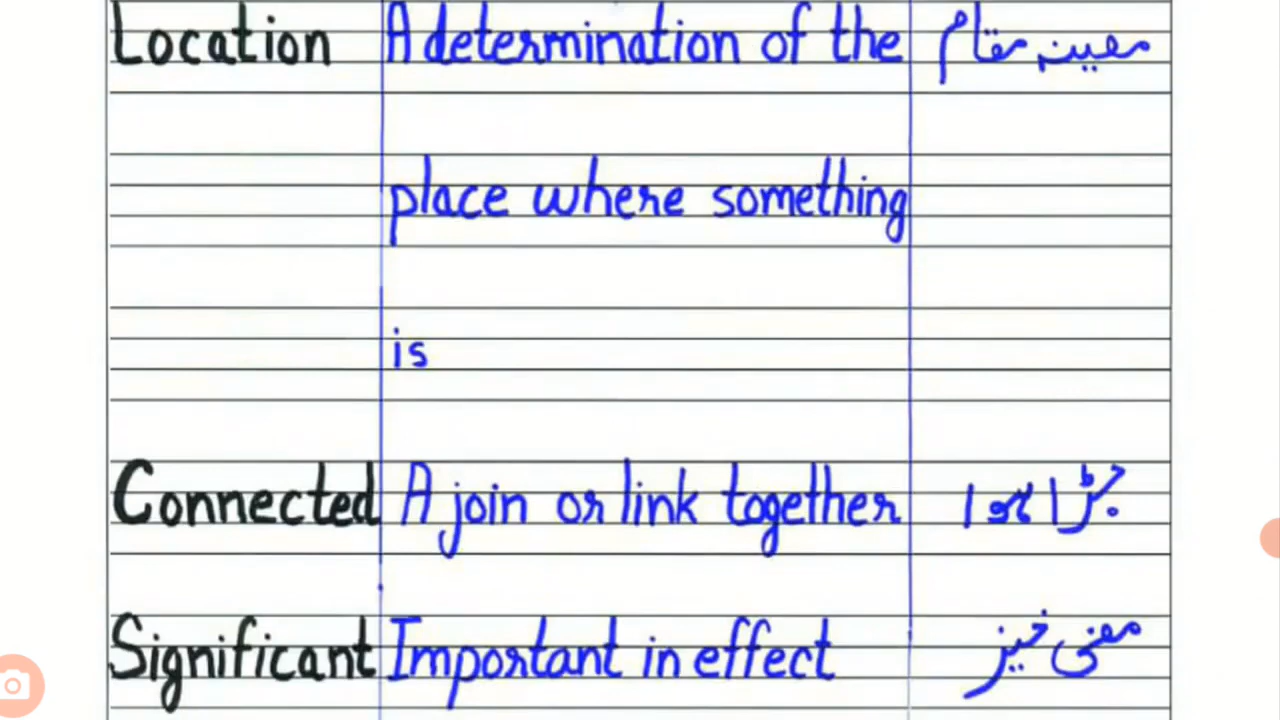 Location A determination of the معین مقام
place where something
is
Connected A join or link together جڑا ہوا
Significant Important in effect معنی خیز